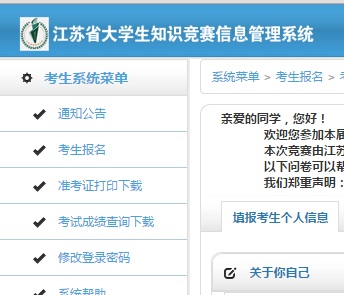 江苏省大学生知识竞赛信息管理系统
考生系统菜单
通知公告
考生报名
准考证打印下载
考试成绩查询下载
修改登录密码
系统帮助
系统菜单 > 考生报名 >
亲爱的同学，您好！
欢迎您参加本届
本次竞赛由江苏
以下问卷可以帮
我们郑重声明：
填报考生个人信息
关于你自己